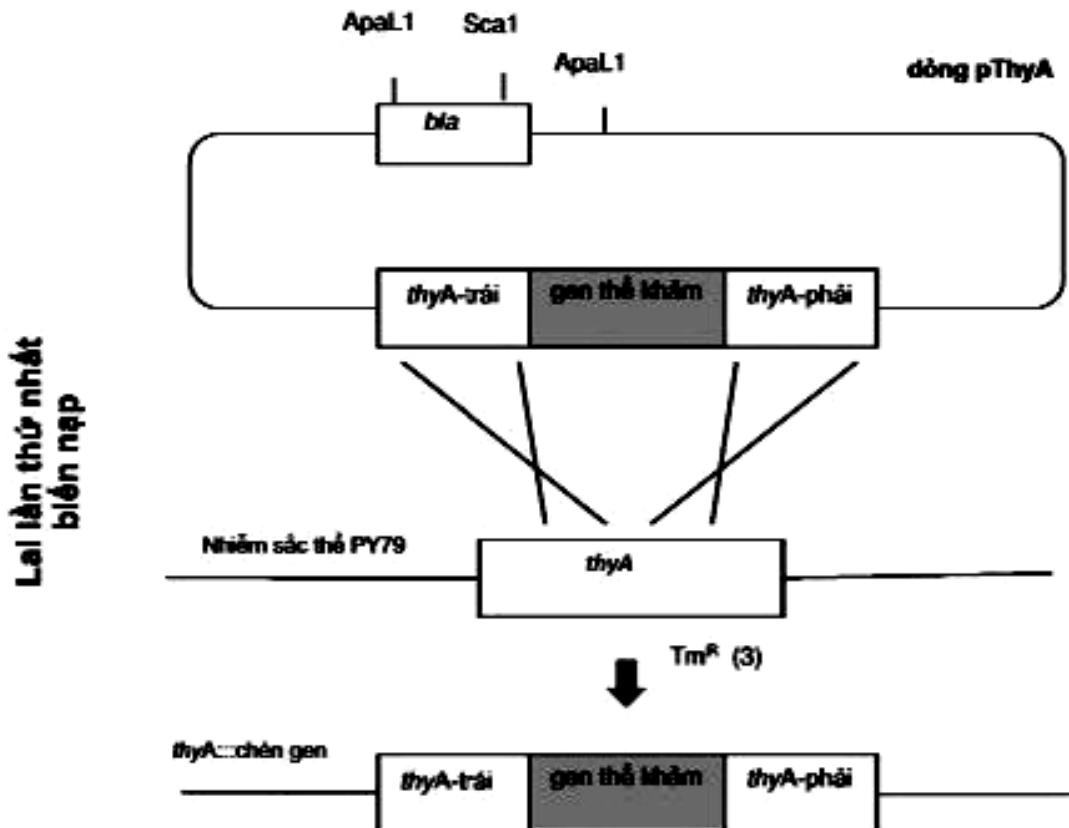 ApaL1
Sca1
ApaL1
dòng pThyA
bla
thyA-trái
gen thể khảm
thyA-phải
Lai lần thứ nhất
biến nạp
Nhiễm sắc thể PY79
thyA
Tmᴿ (3)
thyA:::chèn gen
thyA-trái
gen thể khảm
thyA-phải